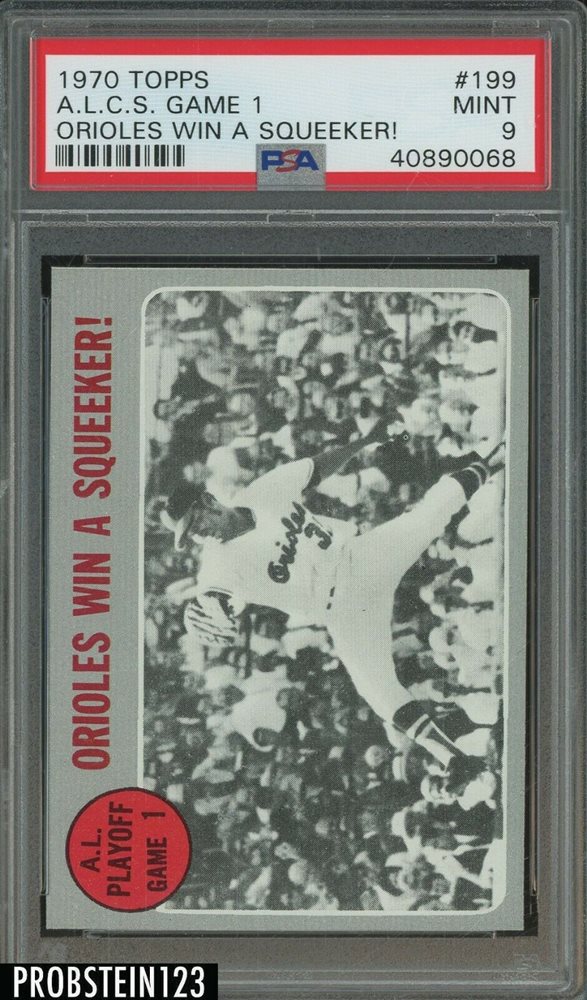 1970 TOPPS #199
A.L.C.S. GAME 1 MINT
ORIOLES WIN A SQUEEKER! 9
PSA 40890068
ORIOLES WIN A SQUEEKER!
A.L.
PLAYOFF
GAME 1
Orioles
PROBSTEIN123